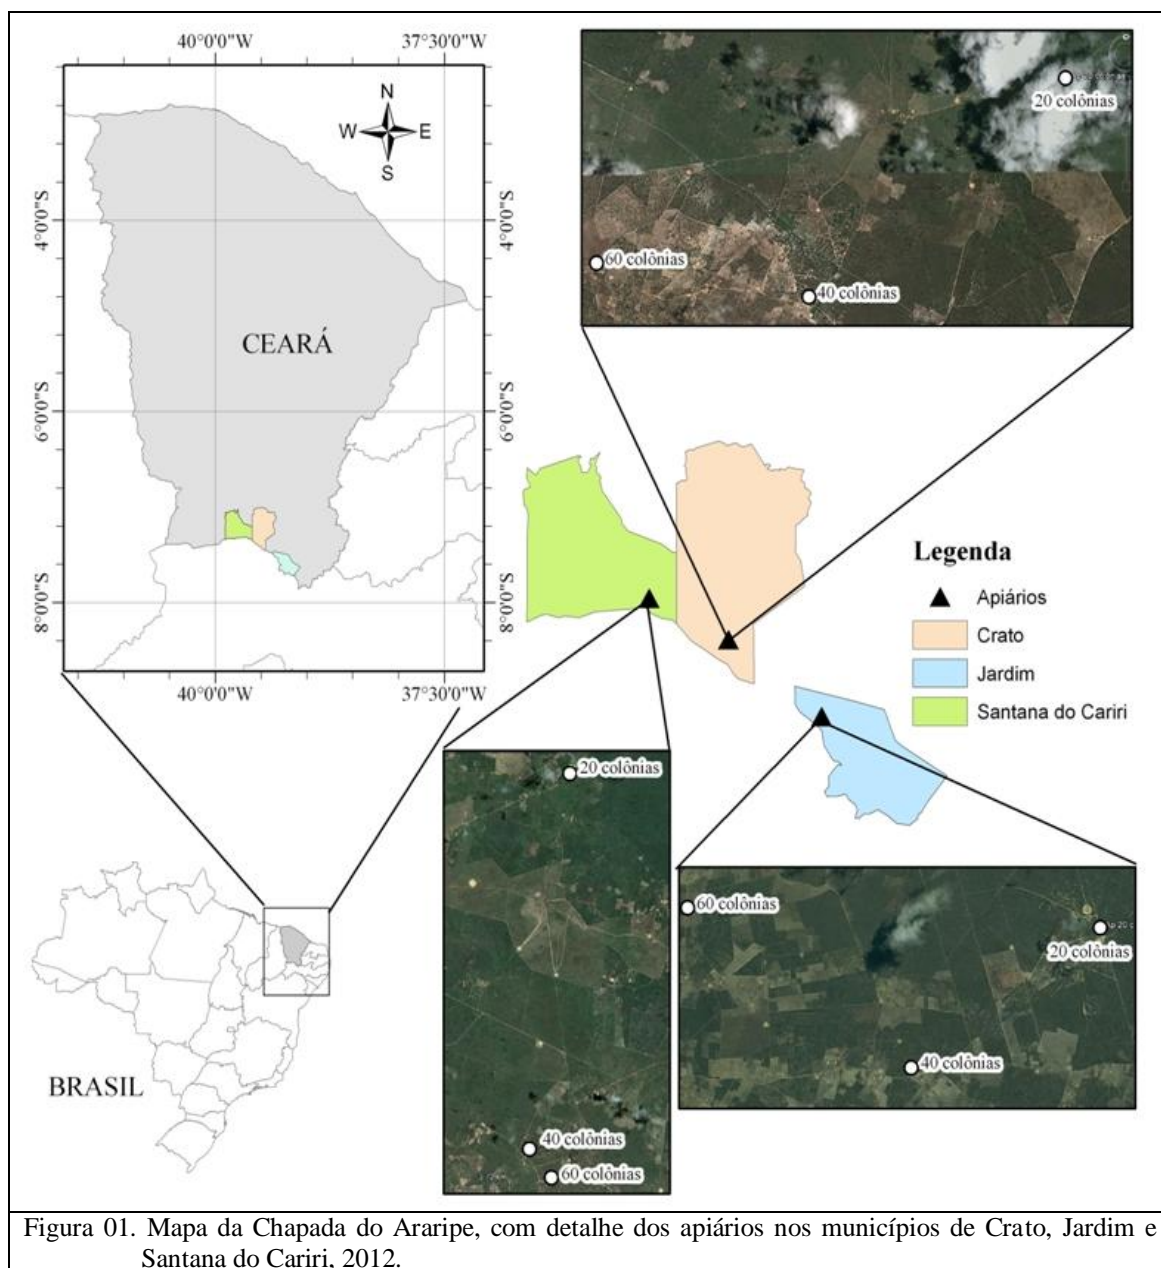 40°0'0"W
37°30'0"W
N
W
E
S
4°0'0"S
4°0'0"S
CEARÁ
6°0'0"S
6°0'0"S
8°0'0"S
8°0'0"S
40°0'0"W
37°30'0"W
20 colônias
60 colônias
40 colônias
Legenda
Apiários
Crato
Jardim
Santana do Cariri
20 colônias
40 colônias
60 colônias
60 colônias
20 colônias
40 colônias
BRASIL
Figura 01. Mapa da Chapada do Araripe, com detalhe dos apiários nos municípios de Crato, Jardim e
Santana do Cariri, 2012.